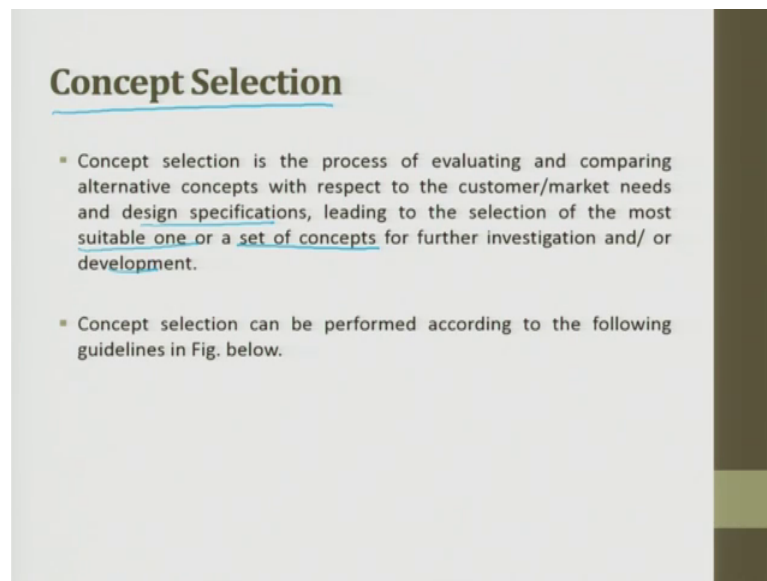 Concept Selection
▪ Concept selection is the process of evaluating and comparing
alternative concepts with respect to the customer/market needs
and design specifications, leading to the selection of the most
suitable one or a set of concepts for further investigation and/ or
development.
▪ Concept selection can be performed according to the following
guidelines in Fig. below.